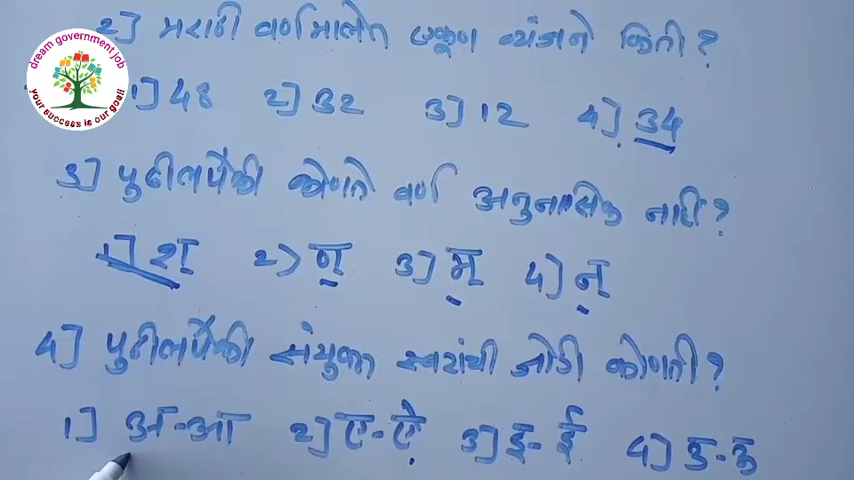 dream government job
your success is our goal!
2] मराठी वर्णमालेत एकूण व्यंजने किती?
1] 48 2] 32 3] 12 4] 34
3] पुढीलपैकी कोणते वर्ण अनुनासिक नाही?
1] श् 2) ण् 3] म् 4] न्
4] पुढीलपैकी संयुक्त स्वरांची जोडी कोणती?
1] अ-आ 2] ए-ऐ 3] इ-ई 4] उ-ऊ